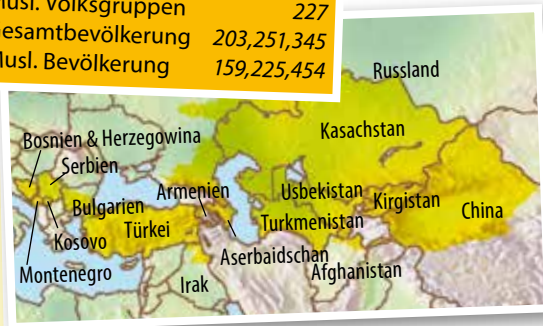 Musl. Volksgruppen 227
Gesamtbevölkerung 203,251,345
Musl. Bevölkerung 159,225,454
Russland
Kasachstan
Bosnien & Herzegowina
Serbien
Armenien
Usbekistan
Kirgistan
China
Bulgarien
Türkei
Turkmenistan
Kosovo
Aserbaidschan
Montenegro
Irak
Afghanistan